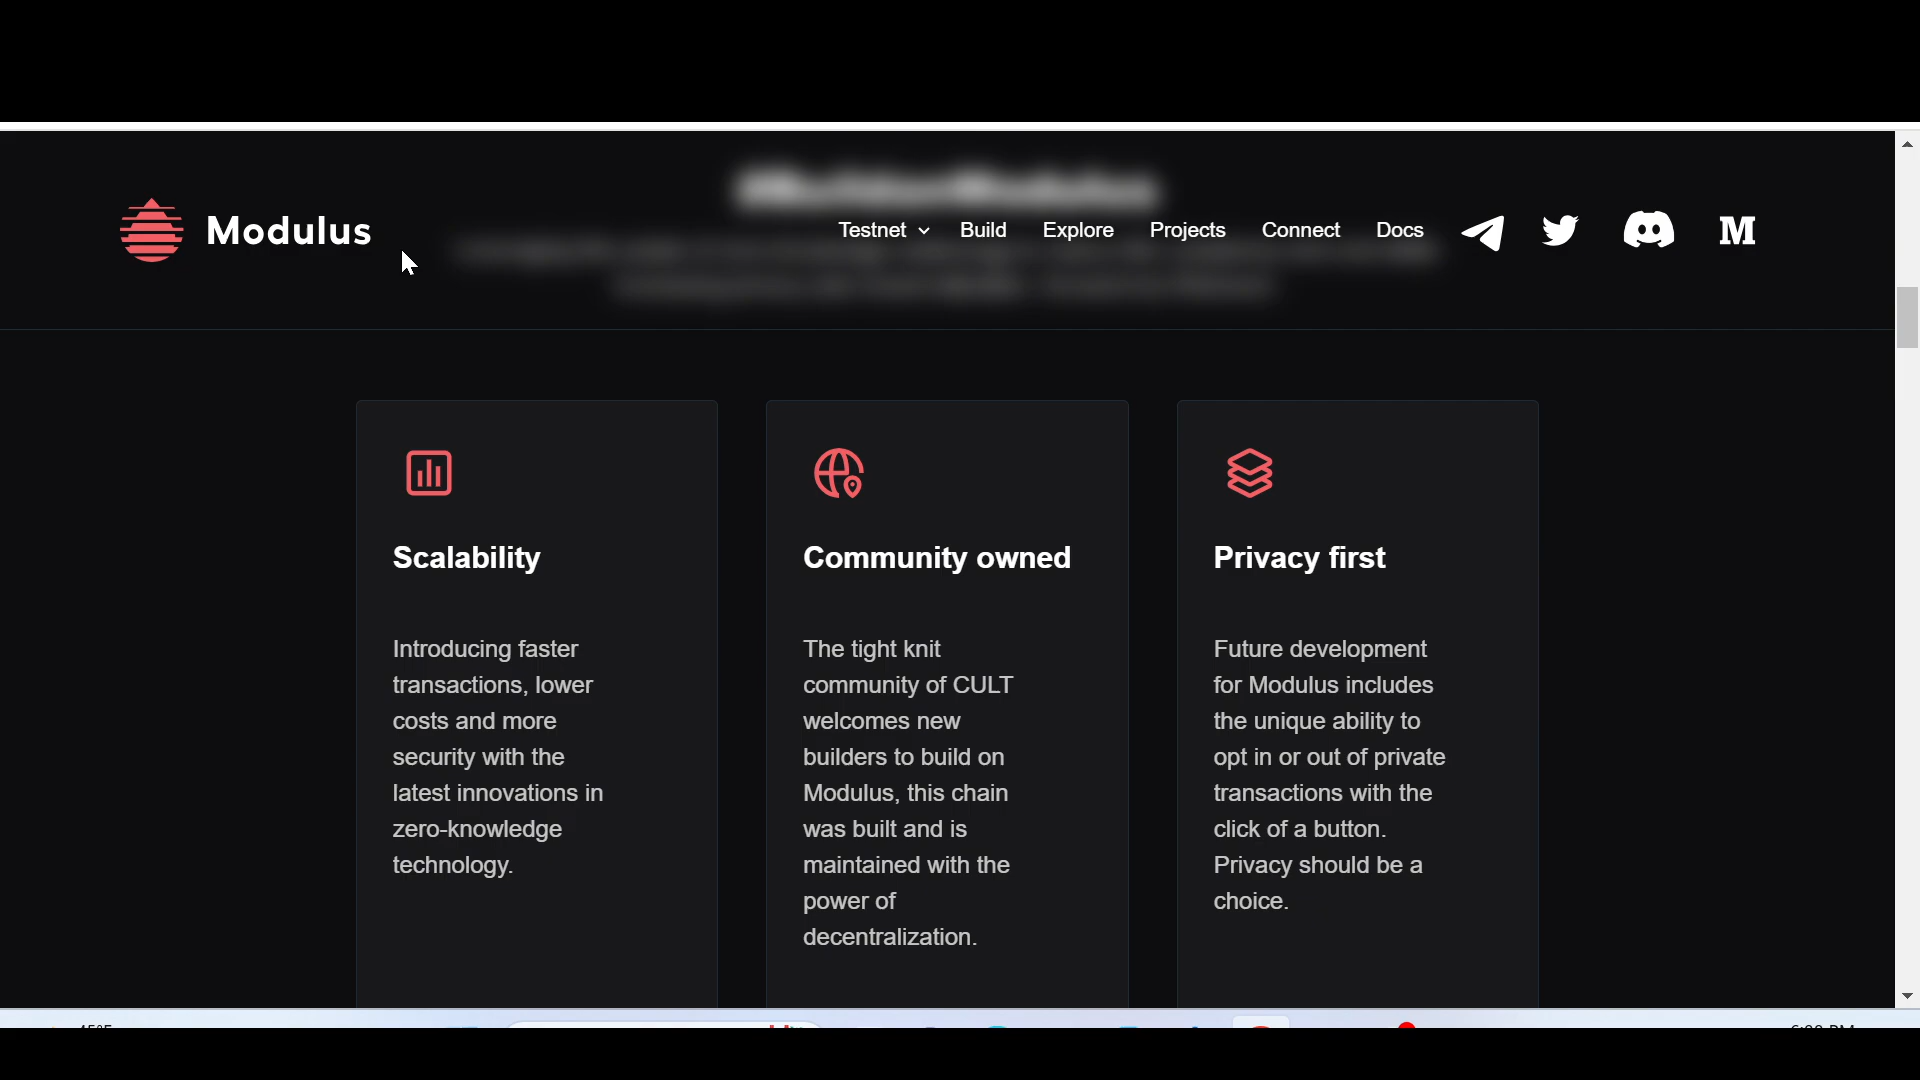 #BuildonModulus
Modulus
Testnet
Build
Explore
Projects
Connect
Docs
M
Scalability
Introducing faster
transactions, lower
costs and more
security with the
latest innovations in
zero-knowledge
technology.
Community owned
The tight knit
community of CULT
welcomes new
builders to build on
Modulus, this chain
was built and is
maintained with the
power of
decentralization.
Privacy first
Future development
for Modulus includes
the unique ability to
opt in or out of private
transactions with the
click of a button.
Privacy should be a
choice.